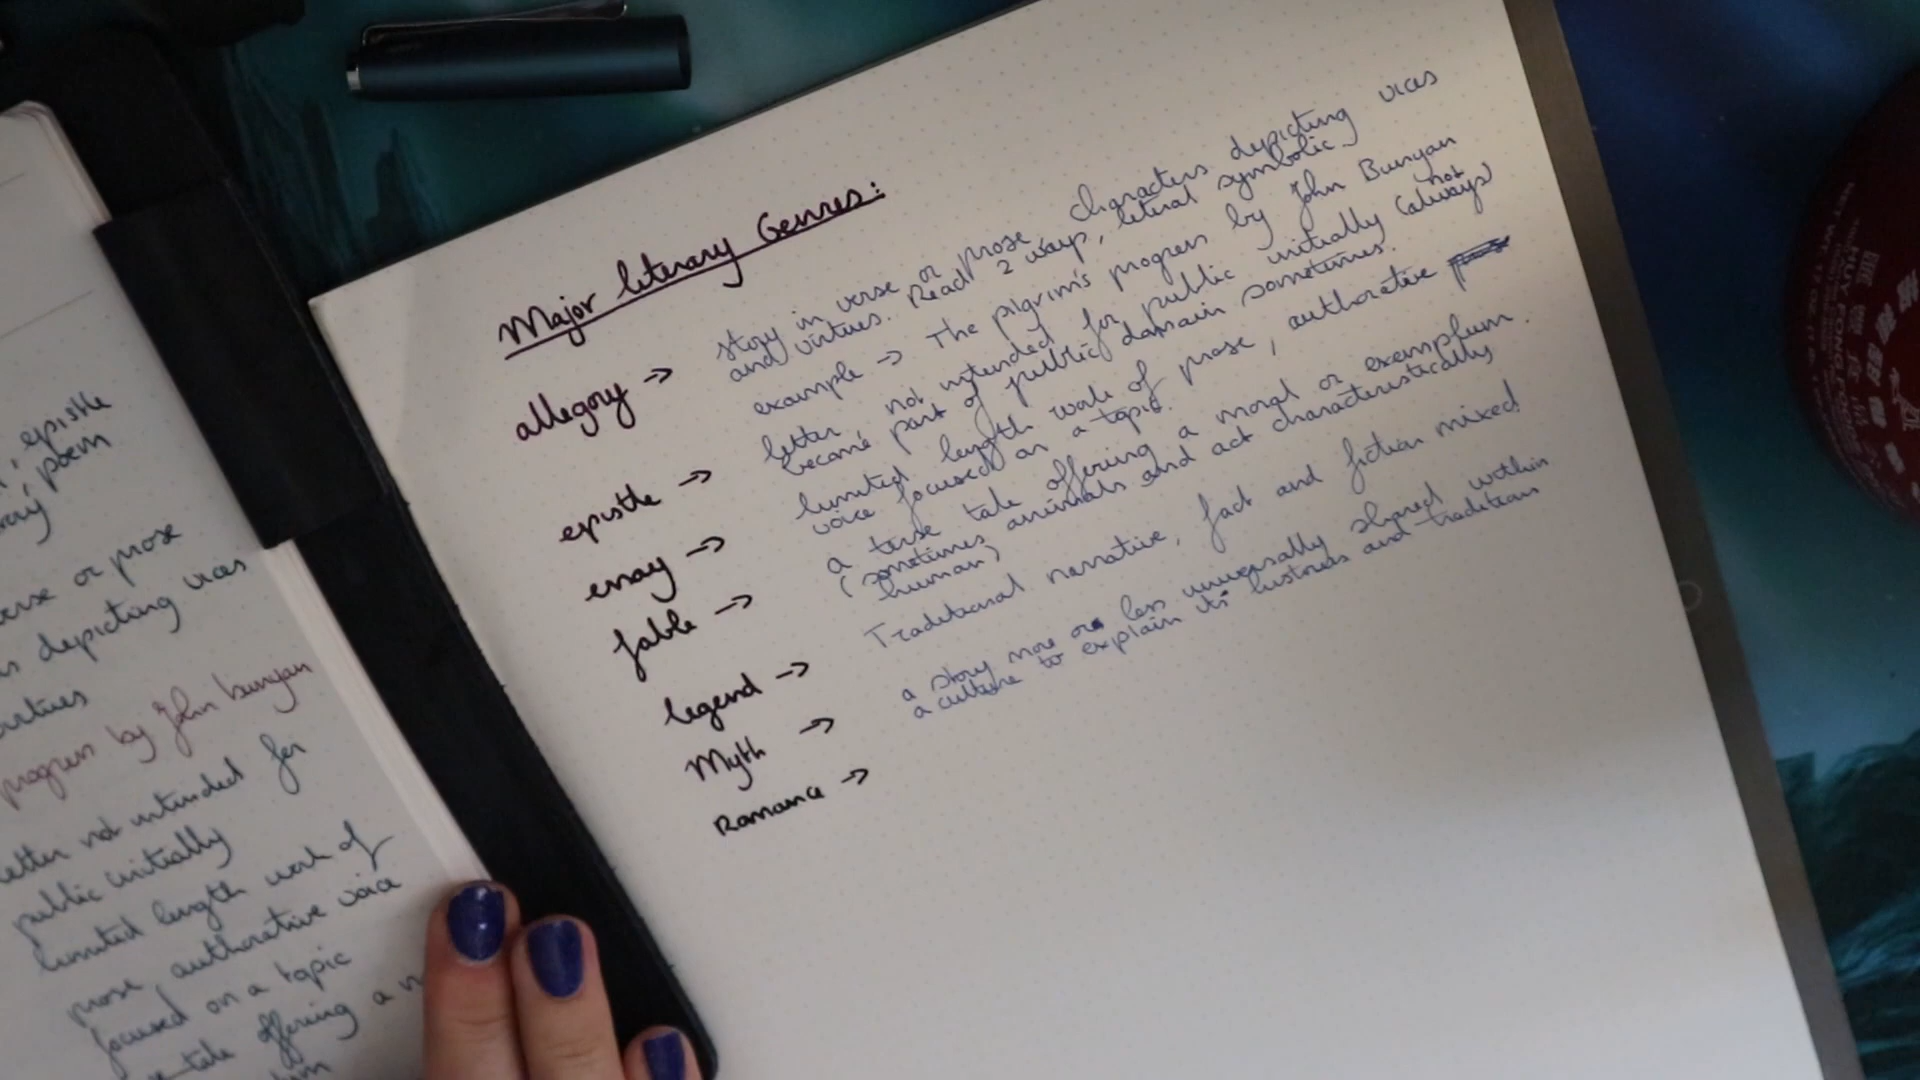 Major literary Genres:
allegory → story in verse or prose, characters depicting vices
and virtues. Read 2 ways, literal symbolic.
example → The pilgrim's progress by John Bunyan
epistle → letter, not intended for public initially (always not)
become part of public domain sometimes.
essay → limited length work of prose, authorative
voice focused on a topic.
fable → a terse tale offering a moral or exemplum.
(sometimes animals and act characteristically
human)
legend → Traditional narrative, fact and fiction mixed
Myth → a story more or less universally shared within
a culture to explain its histories and traditions
Romance →
, epistle
poem
verse or prose
depicting vices
virtues
progress by John bunyan
letter not intended for
public initially
limited length work of
prose, authorative voice
focused on a topic
tale offering a